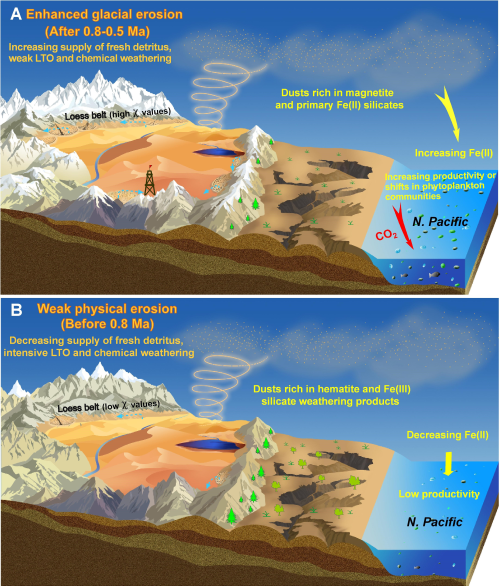 A
Enhanced glacial erosion
(After 0.8-0.5 Ma)
Increasing supply of fresh detritus,
weak LTO and chemical weathering
Dusts rich in magnetite
and primary Fe(II) silicates
Loess belt (high χ values)
Increasing Fe(II)
Increasing productivity or
shifts in phytoplankton
communities
N. Pacific
CO₂
B
Weak physical erosion
(Before 0.8 Ma)
Decreasing supply of fresh detritus,
intensive LTO and chemical weathering
Dusts rich in hematite and Fe(III)
silicate weathering products
Loess belt (low χ values)
Decreasing Fe(II)
Low productivity
N. Pacific